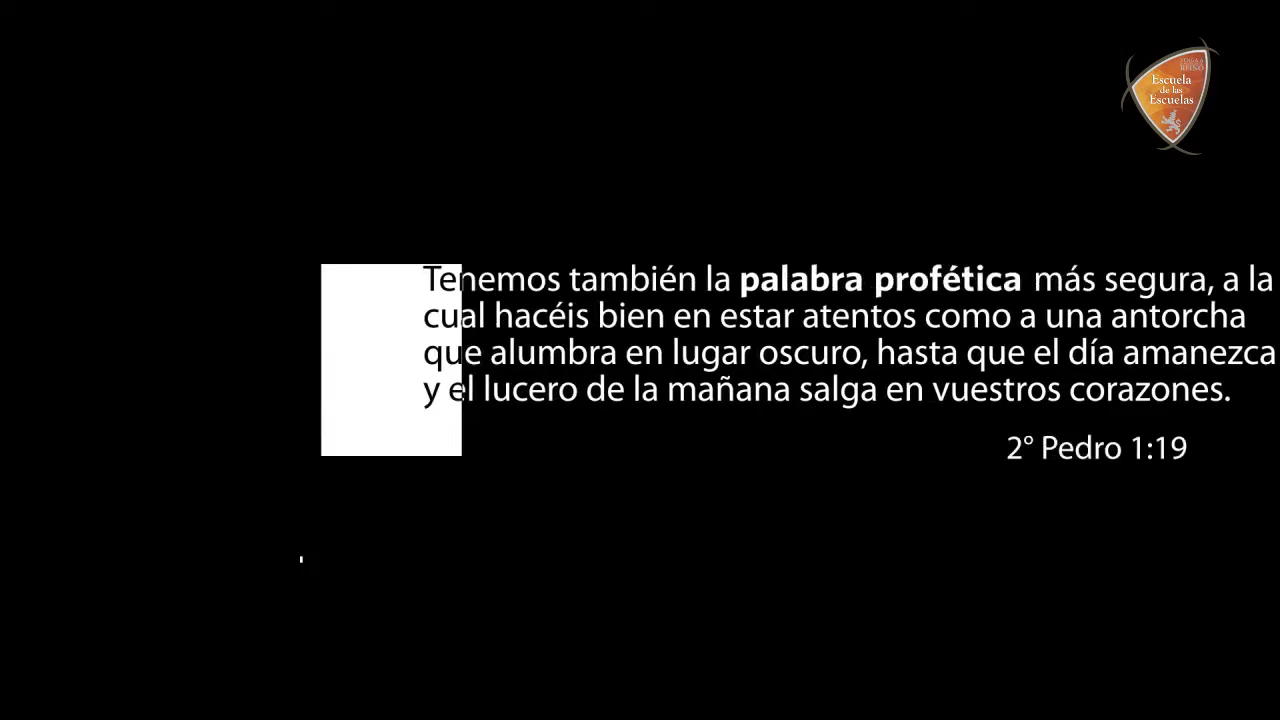 REINO
Escuela
de las
Escuelas
Tenemos también la palabra profética más segura, a la
cual hacéis bien en estar atentos como a una antorcha
que alumbra en lugar oscuro, hasta que el día amanezca
y el lucero de la mañana salga en vuestros corazones.
2° Pedro 1:19